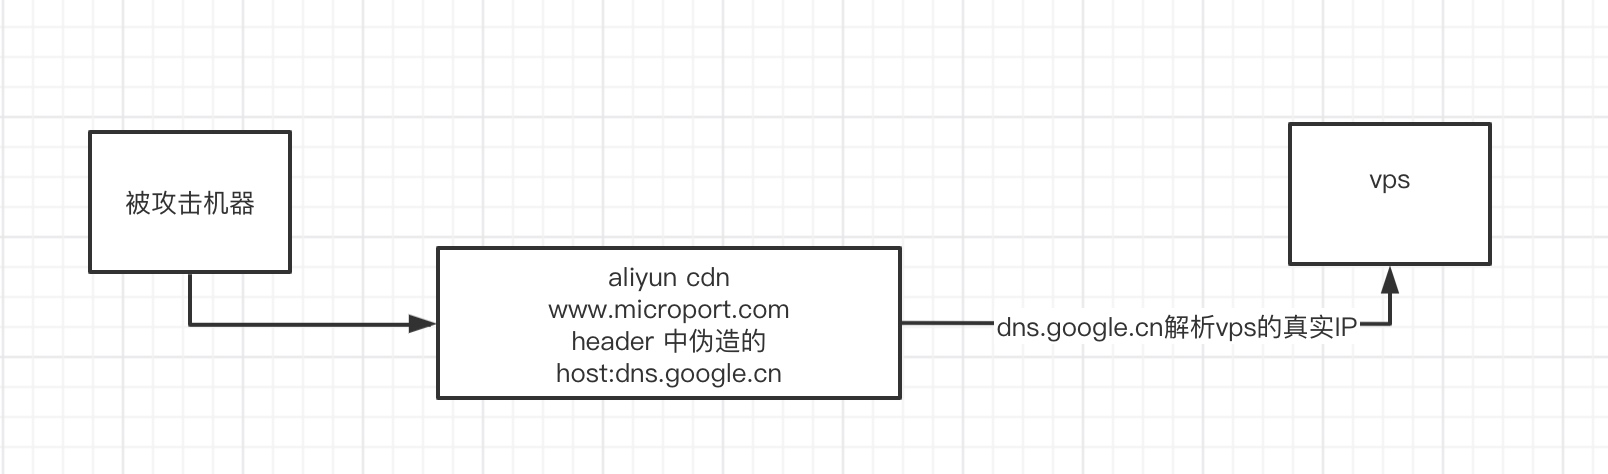 被攻击机器
aliyun cdn
www.microport.com
header 中伪造的
host:dns.google.cn
dns.google.cn解析vps的真实IP
vps